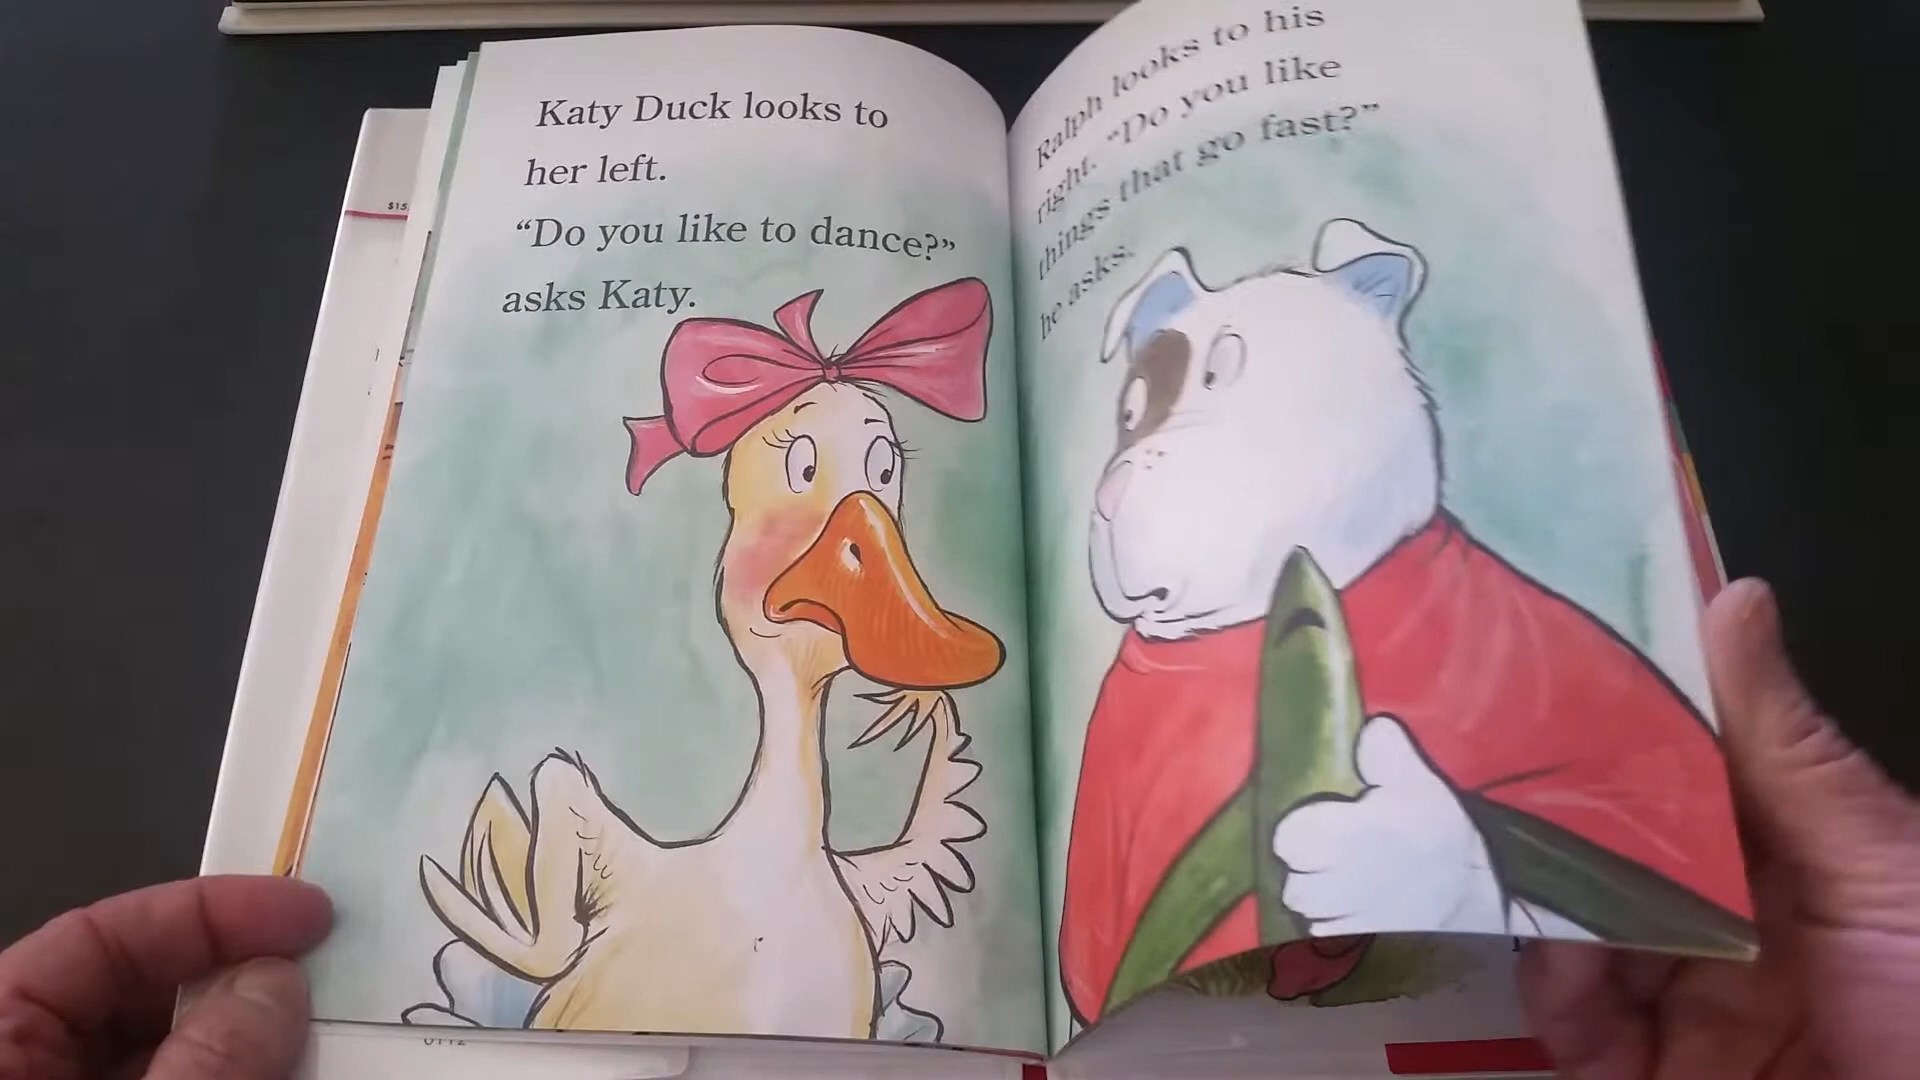 Katy Duck looks to
her left.
“Do you like to dance?”
asks Katy.
Ralph looks to his
right. “Do you like
things that go fast?”
he asks.
$15.